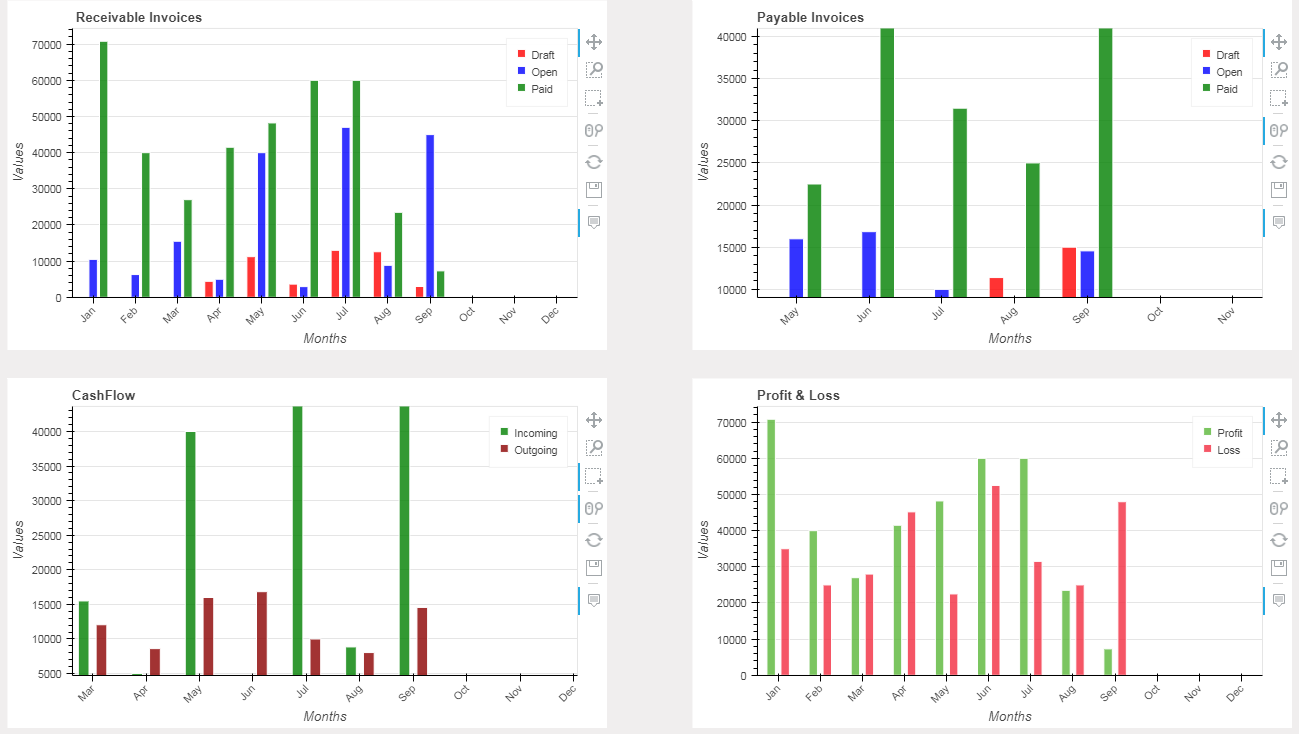 Receivable Invoices
70000
60000
50000
40000
30000
20000
10000
0
Values
Draft
Open
Paid
Jan
Feb
Mar
Apr
May
Jun
Jul
Aug
Sep
Oct
Nov
Dec
Months
Payable Invoices
40000
35000
30000
25000
20000
15000
10000
Values
Draft
Open
Paid
May
Jun
Jul
Aug
Sep
Oct
Nov
Months
CashFlow
40000
35000
30000
25000
20000
15000
10000
5000
Values
Incoming
Outgoing
Mar
Apr
May
Jun
Jul
Aug
Sep
Oct
Nov
Dec
Months
Profit & Loss
70000
60000
50000
40000
30000
20000
10000
0
Values
Profit
Loss
Jan
Feb
Mar
Apr
May
Jun
Jul
Aug
Sep
Oct
Nov
Dec
Months